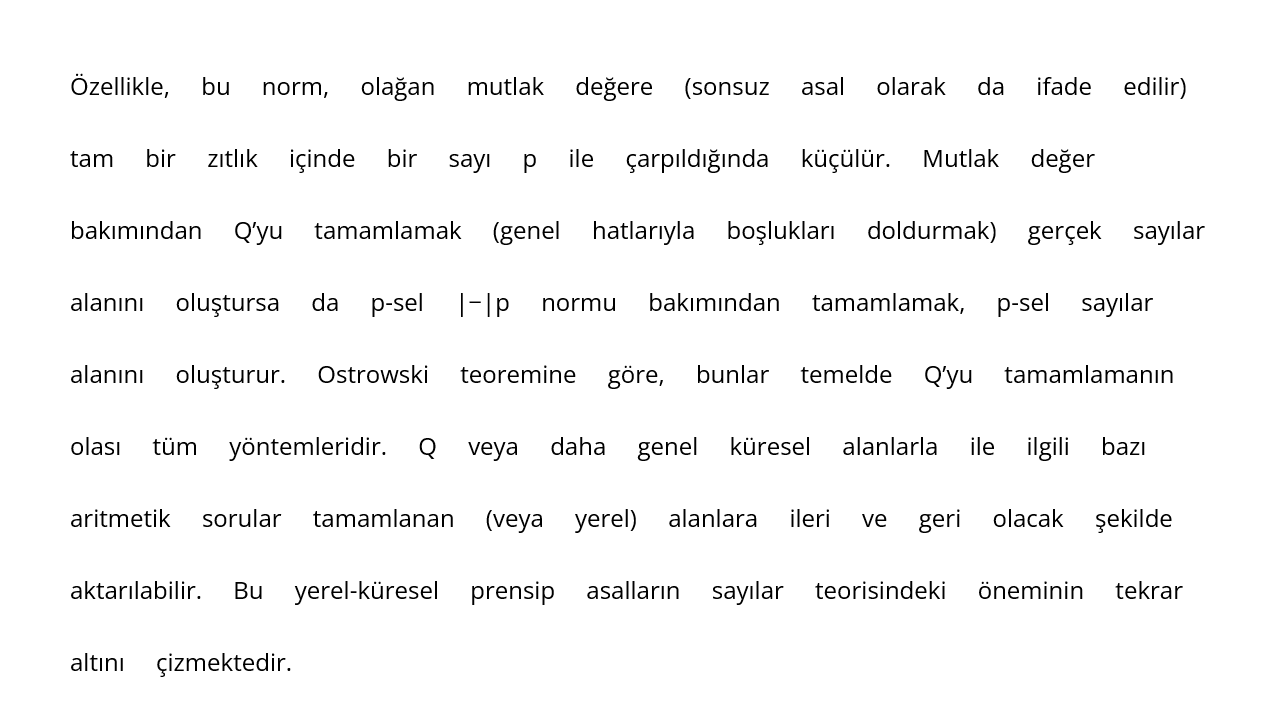 Özellikle, bu norm, olağan mutlak değere (sonsuz asal olarak da ifade edilir)
tam bir zıtlık içinde bir sayı p ile çarpıldığında küçülür. Mutlak değer
bakımından Q’yu tamamlamak (genel hatlarıyla boşlukları doldurmak) gerçek sayılar
alanını oluştursa da p-sel |−|p normu bakımından tamamlamak, p-sel sayılar
alanını oluşturur. Ostrowski teoremine göre, bunlar temelde Q’yu tamamlamanın
olası tüm yöntemleridir. Q veya daha genel küresel alanlarla ile ilgili bazı
aritmetik sorular tamamlanan (veya yerel) alanlara ileri ve geri olacak şekilde
aktarılabilir. Bu yerel-küresel prensip asalların sayılar teorisindeki öneminin tekrar
altını çizmektedir.